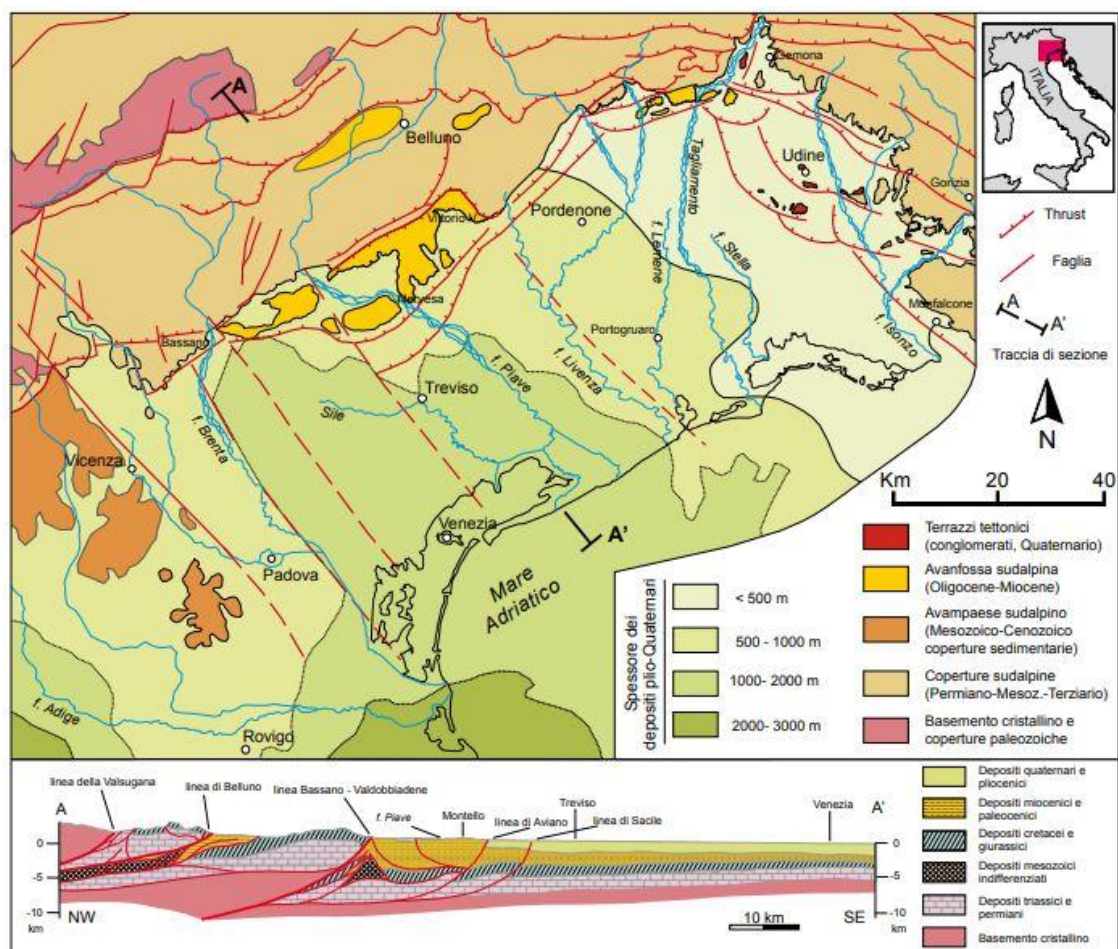 ITALIA
Thrust
Faglia
A
A'
Traccia di sezione
N
Km
20
40
Terrazzi tettonici
(conglomerati, Quaternario)
Avanfossa sudalpina
(Oligocene-Miocene)
Avampaese sudalpino
(Mesozoico-Cenozoico
coperture sedimentarie)
Coperture sudalpine
(Permiano-Mesoz.-Terziario)
Basemento cristallino e
coperture paleozoiche
Spessore dei
depositi plio-Quaternari
< 500 m
500 - 1000 m
1000- 2000 m
2000- 3000 m
A
Belluno
Gemona
Udine
Gorizia
Tagliamento
Pordenone
f. Lemene
f. Stella
Monfalcone
f. Isonzo
Portogruaro
Bassano
f. Piave
f. Livenza
Treviso
Sile
f. Brenta
Vicenza
Venezia
A'
Padova
Mare
Adriatico
f. Adige
Rovigo
linea della Valsugana
linea di Belluno
linea Bassano - Valdobbiadene
f. Piave
Montello
linea di Aviano
Treviso
linea di Sacile
Venezia
A
A'
0
-5
-10
km
NW
0
-5
-10
km
SE
10 km
Depositi quaternari e
pliocenici
Depositi miocenici e
paleocenici
Depositi cretacei e
giurassici
Depositi mesozoici
indifferenziati
Depositi triassici e
permiani
Basemento cristallino